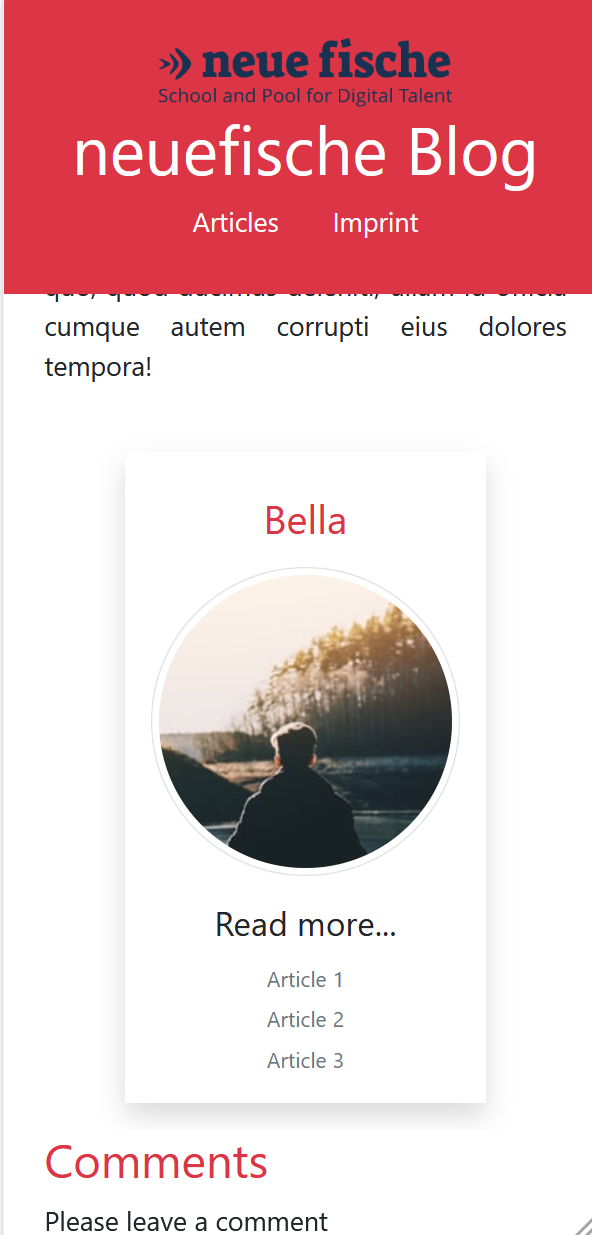 neue fische
School and Pool for Digital Talent
neuefische Blog
Articles Imprint
cumque autem corrupti eius dolores
tempora!
Bella
Read more...
Article 1
Article 2
Article 3
Comments
Please leave a comment